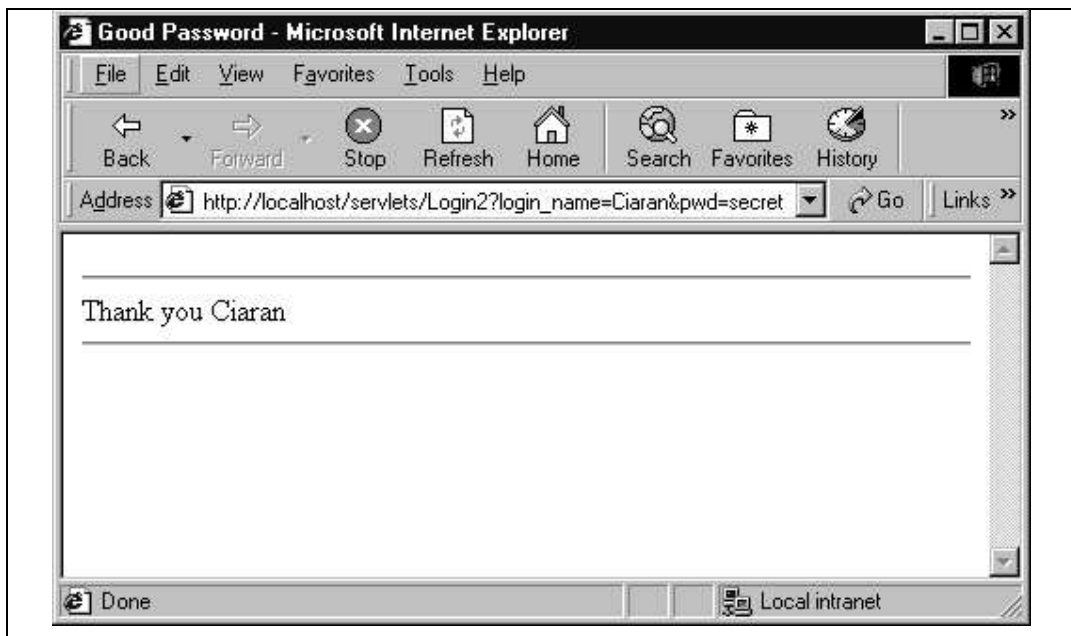 Good Password - Microsoft Internet Explorer
File Edit View Favorites Tools Help
Back Forward Stop Refresh Home Search Favorites History »
Address http://localhost/servlets/Login2?login_name=Ciaran&pwd=secret Go Links »
Thank you Ciaran
Done Local intranet